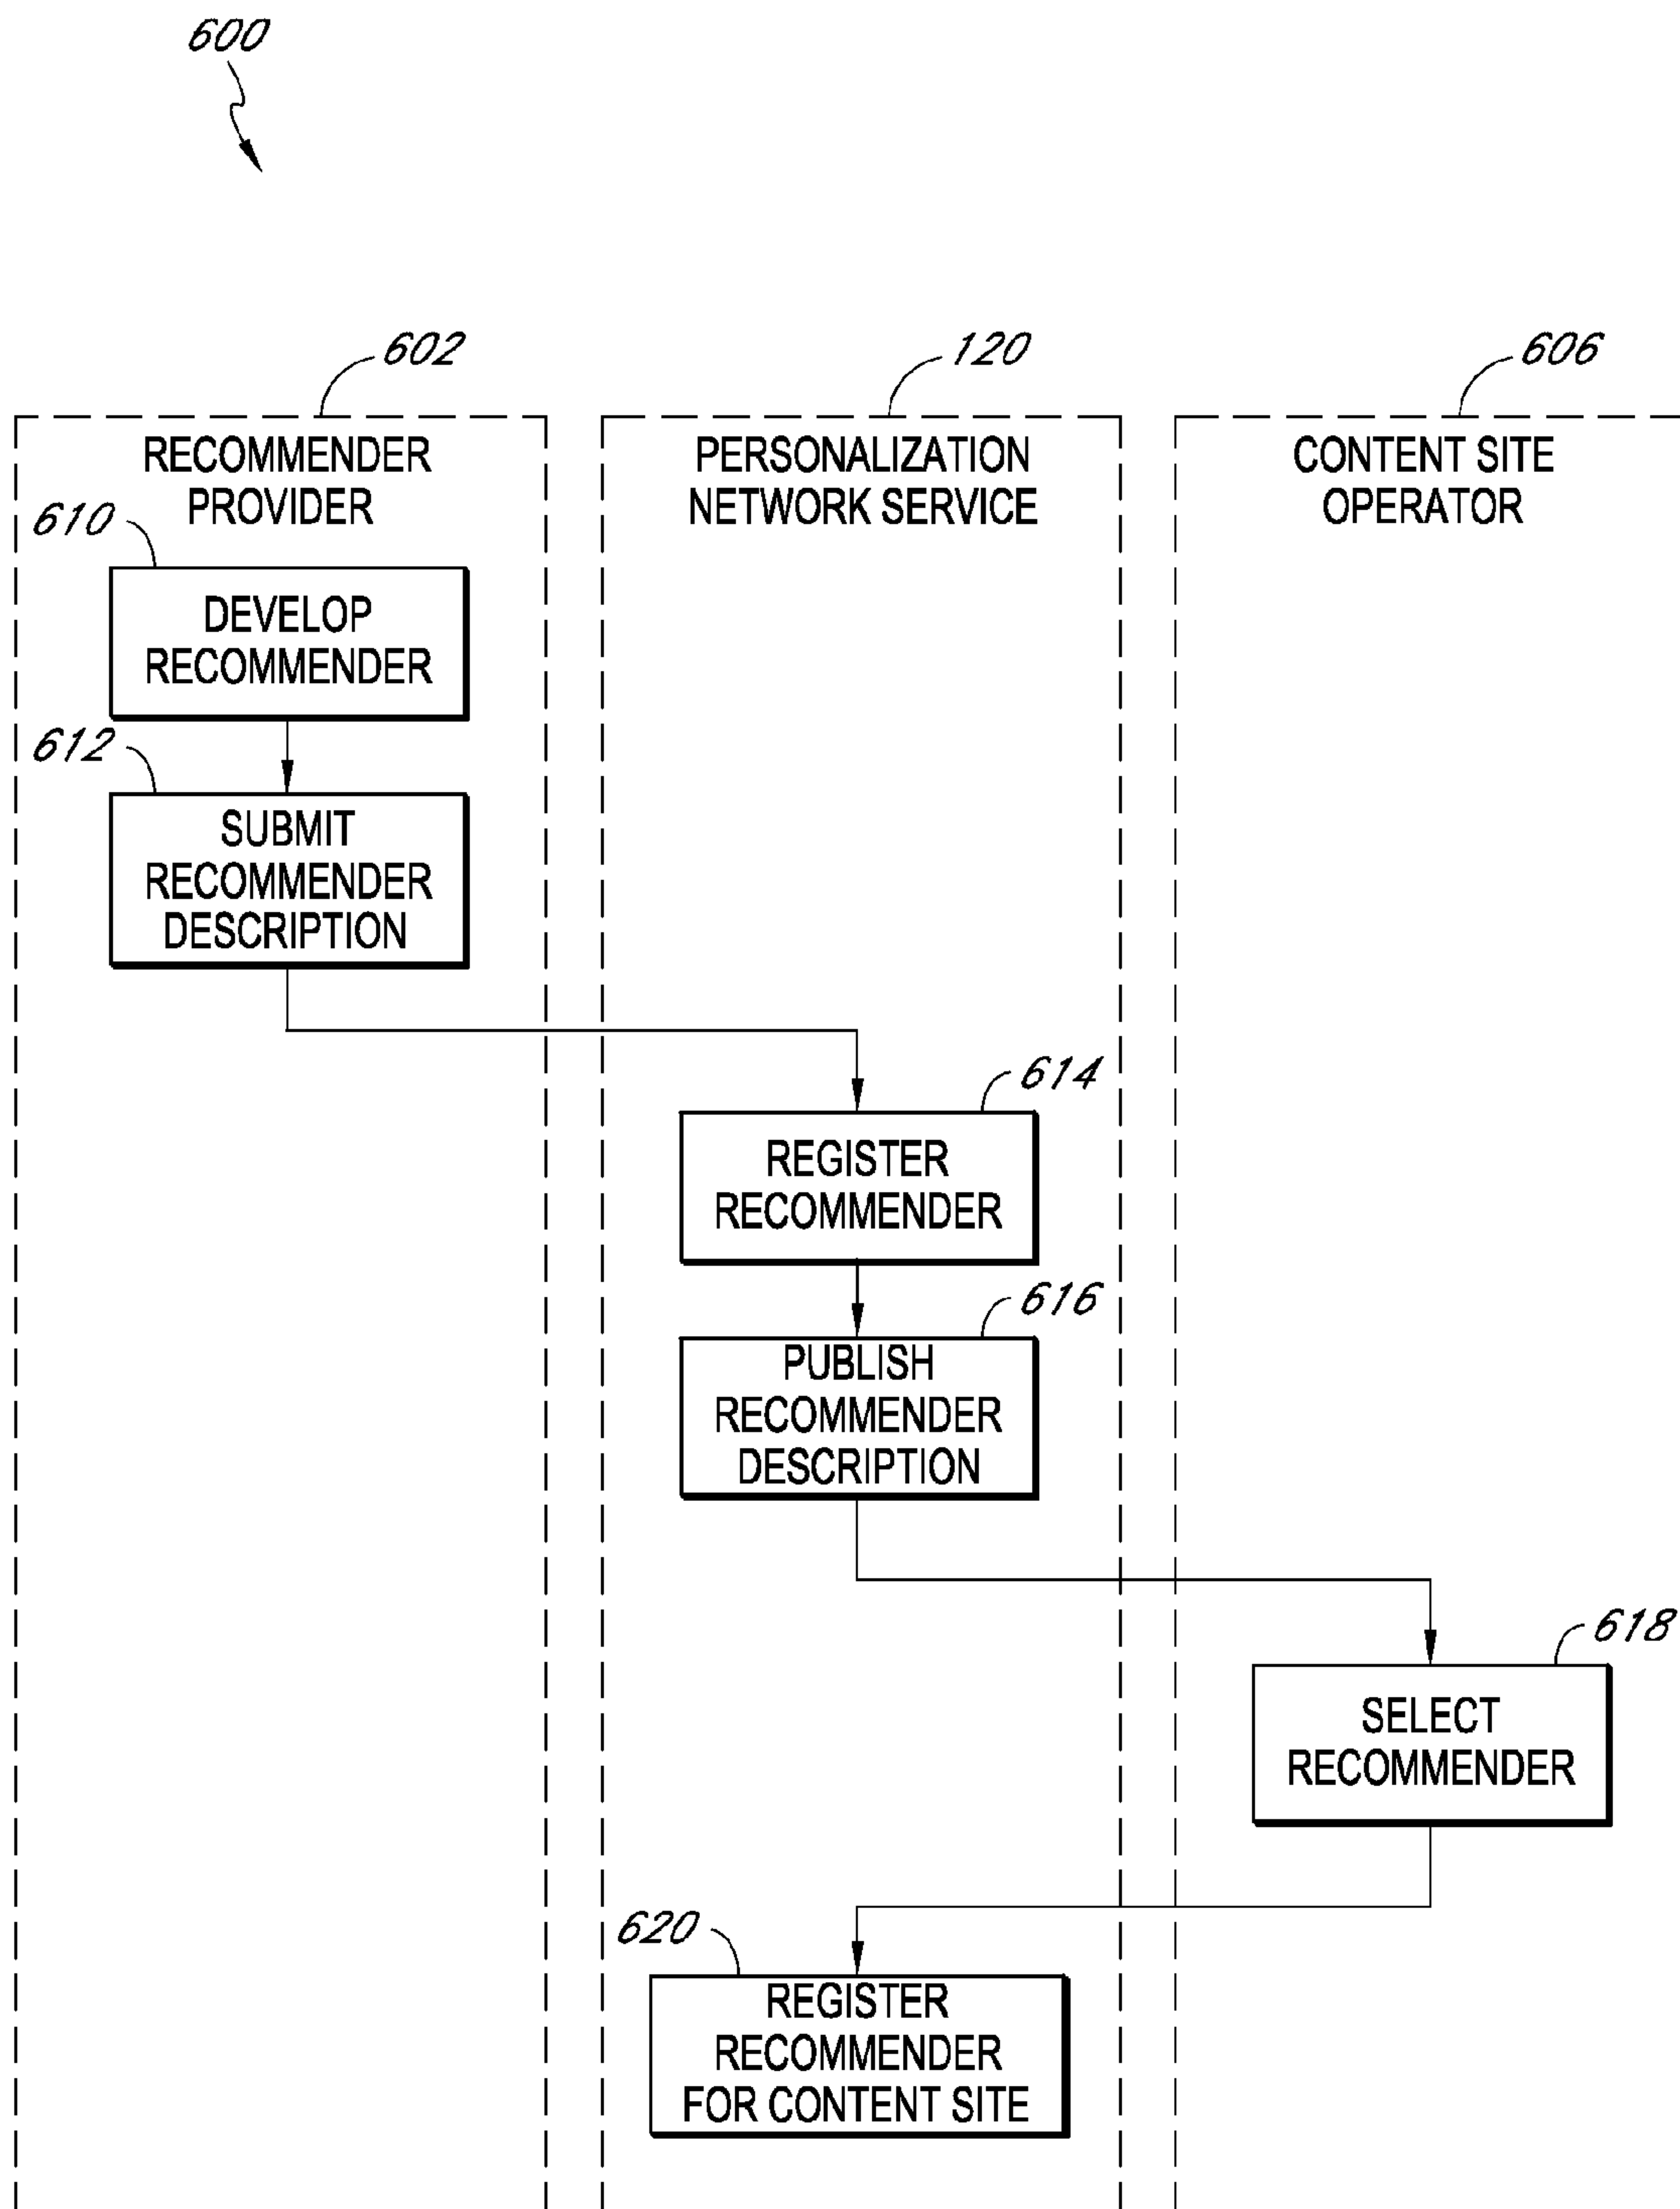 600
602
120
606
RECOMMENDER
PROVIDER
PERSONALIZATION
NETWORK SERVICE
CONTENT SITE
OPERATOR
610
DEVELOP
RECOMMENDER
612
SUBMIT
RECOMMENDER
DESCRIPTION
614
REGISTER
RECOMMENDER
616
PUBLISH
RECOMMENDER
DESCRIPTION
618
SELECT
RECOMMENDER
620
REGISTER
RECOMMENDER
FOR CONTENT SITE